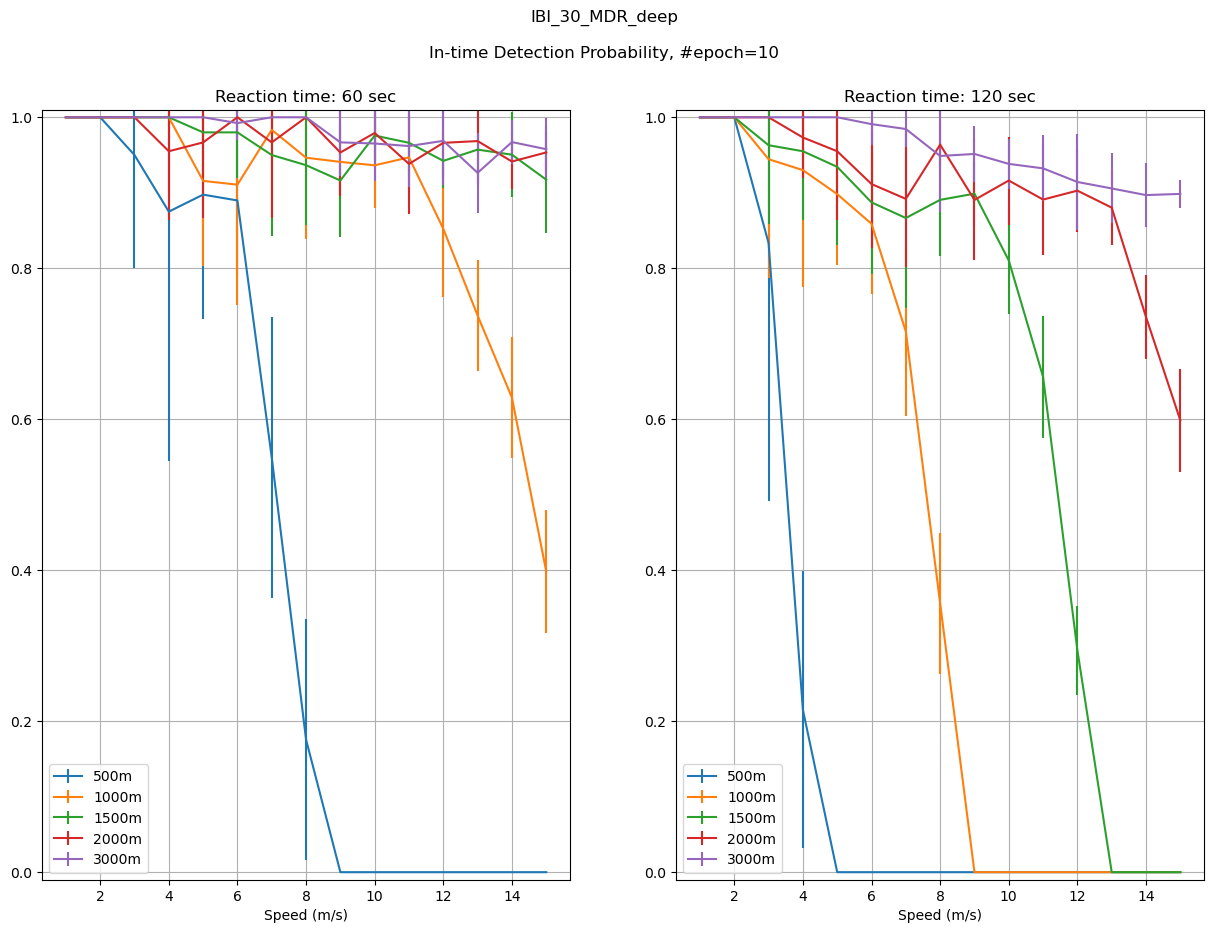 IBI_30_MDR_deep
In-time Detection Probability, #epoch=10
Reaction time: 60 sec
1.0
0.8
0.6
0.4
0.2
0.0
500m
1000m
1500m
2000m
3000m
2 4 6 8 10 12 14
Speed (m/s)
Reaction time: 120 sec
1.0
0.8
0.6
0.4
0.2
0.0
500m
1000m
1500m
2000m
3000m
2 4 6 8 10 12 14
Speed (m/s)